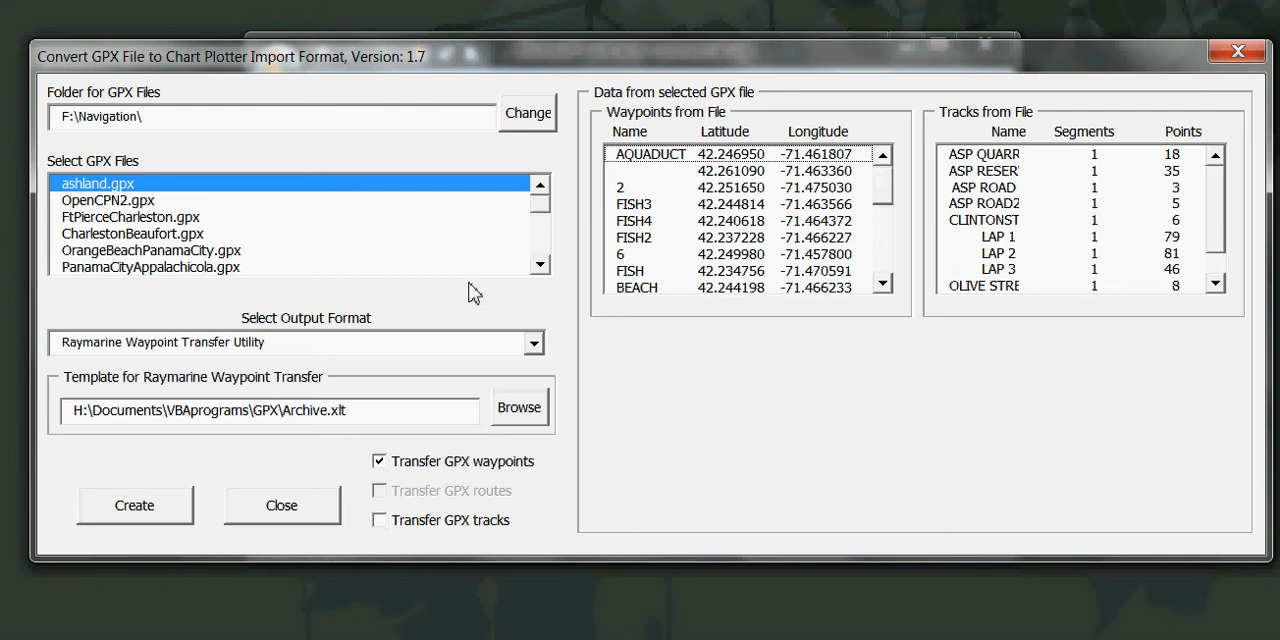 Convert GPX File to Chart Plotter Import Format, Version: 1.7
Folder for GPX Files
F:\Navigation\
Change
Select GPX Files
ashland.gpx
OpenCPN2.gpx
FtPierceCharleston.gpx
CharlestonBeaufort.gpx
OrangeBeachPanamaCity.gpx
PanamaCityAppalachicola.gpx
Select Output Format
Raymarine Waypoint Transfer Utility
Template for Raymarine Waypoint Transfer
H:\Documents\VBAprograms\GPX\Archive.xlt
Browse
Transfer GPX waypoints
Transfer GPX routes
Transfer GPX tracks
Create
Close
Data from selected GPX file
Waypoints from File
Name Latitude Longitude
AQUADUCT 42.246950 -71.461807
42.261090 -71.463360
2 42.251650 -71.475030
FISH3 42.244814 -71.463566
FISH4 42.240618 -71.464372
FISH2 42.237228 -71.466227
6 42.249980 -71.457800
FISH 42.234756 -71.470591
BEACH 42.244198 -71.466233
Tracks from File
Name Segments Points
ASP QUARR 1 18
ASP RESER 1 35
ASP ROAD 1 3
ASP ROAD2 1 5
CLINTONST 1 6
LAP 1 1 79
LAP 2 1 81
LAP 3 1 46
OLIVE STRE 1 8